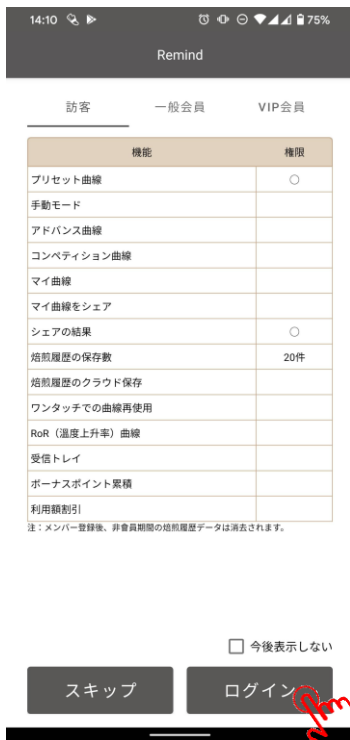 14:10 75%
Remind
訪客 一般会員 VIP会員
機能 権限
プリセット曲線 ○
手動モード
アドバンス曲線
コンペティション曲線
マイ曲線
マイ曲線をシェア
シェアの結果 ○
焙煎履歴の保存數 20件
焙煎履歴のクラウド保存
ワンタッチでの曲線再使用
RoR（温度上升率）曲線
受信トレイ
ボーナスポイント累積
利用額割引
注：メンバー登録後、非會員期間の焙煎履歴データは消去されます。
今後表示しない
スキップ ログイン